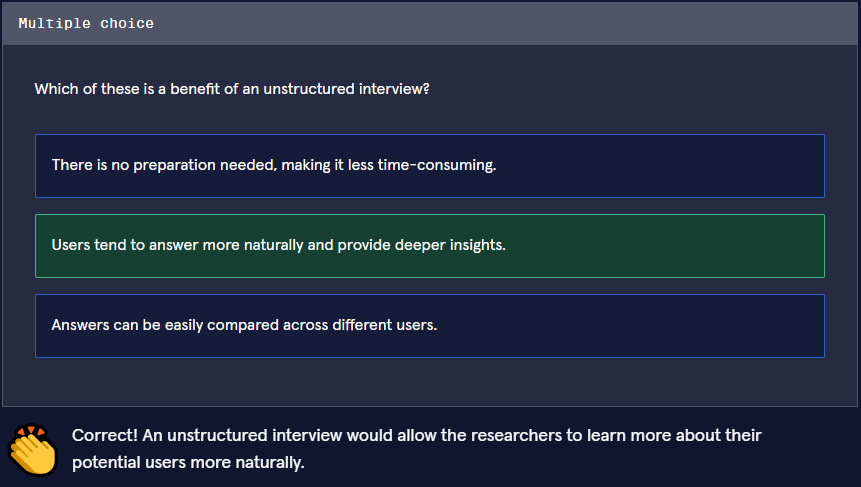 Multiple choice
Which of these is a benefit of an unstructured interview?
There is no preparation needed, making it less time-consuming.
Users tend to answer more naturally and provide deeper insights.
Answers can be easily compared across different users.
Correct! An unstructured interview would allow the researchers to learn more about their
potential users more naturally.